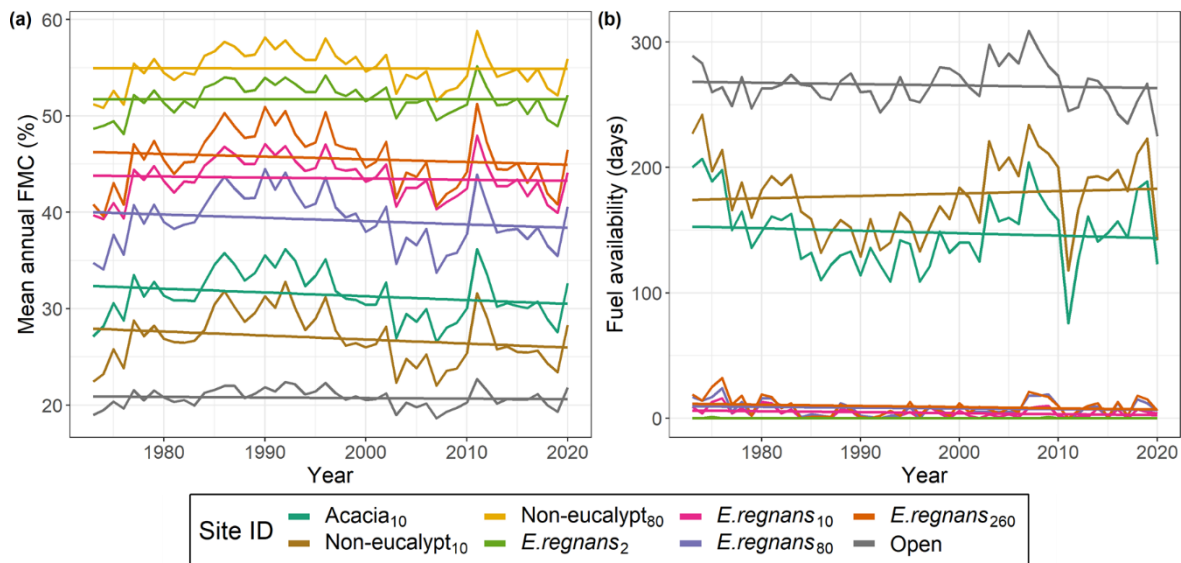 (a)
60
50
40
30
20
Mean annual FMC (%)
1980 1990 2000 2010 2020
Year
(b)
300
200
100
0
Fuel availability (days)
1980 1990 2000 2010 2020
Year
Site ID
Acacia₁₀ Non-eucalypt₈₀ E.regnans₁₀ E.regnans₂₆₀
Non-eucalypt₁₀ E.regnans₂ E.regnans₈₀ Open